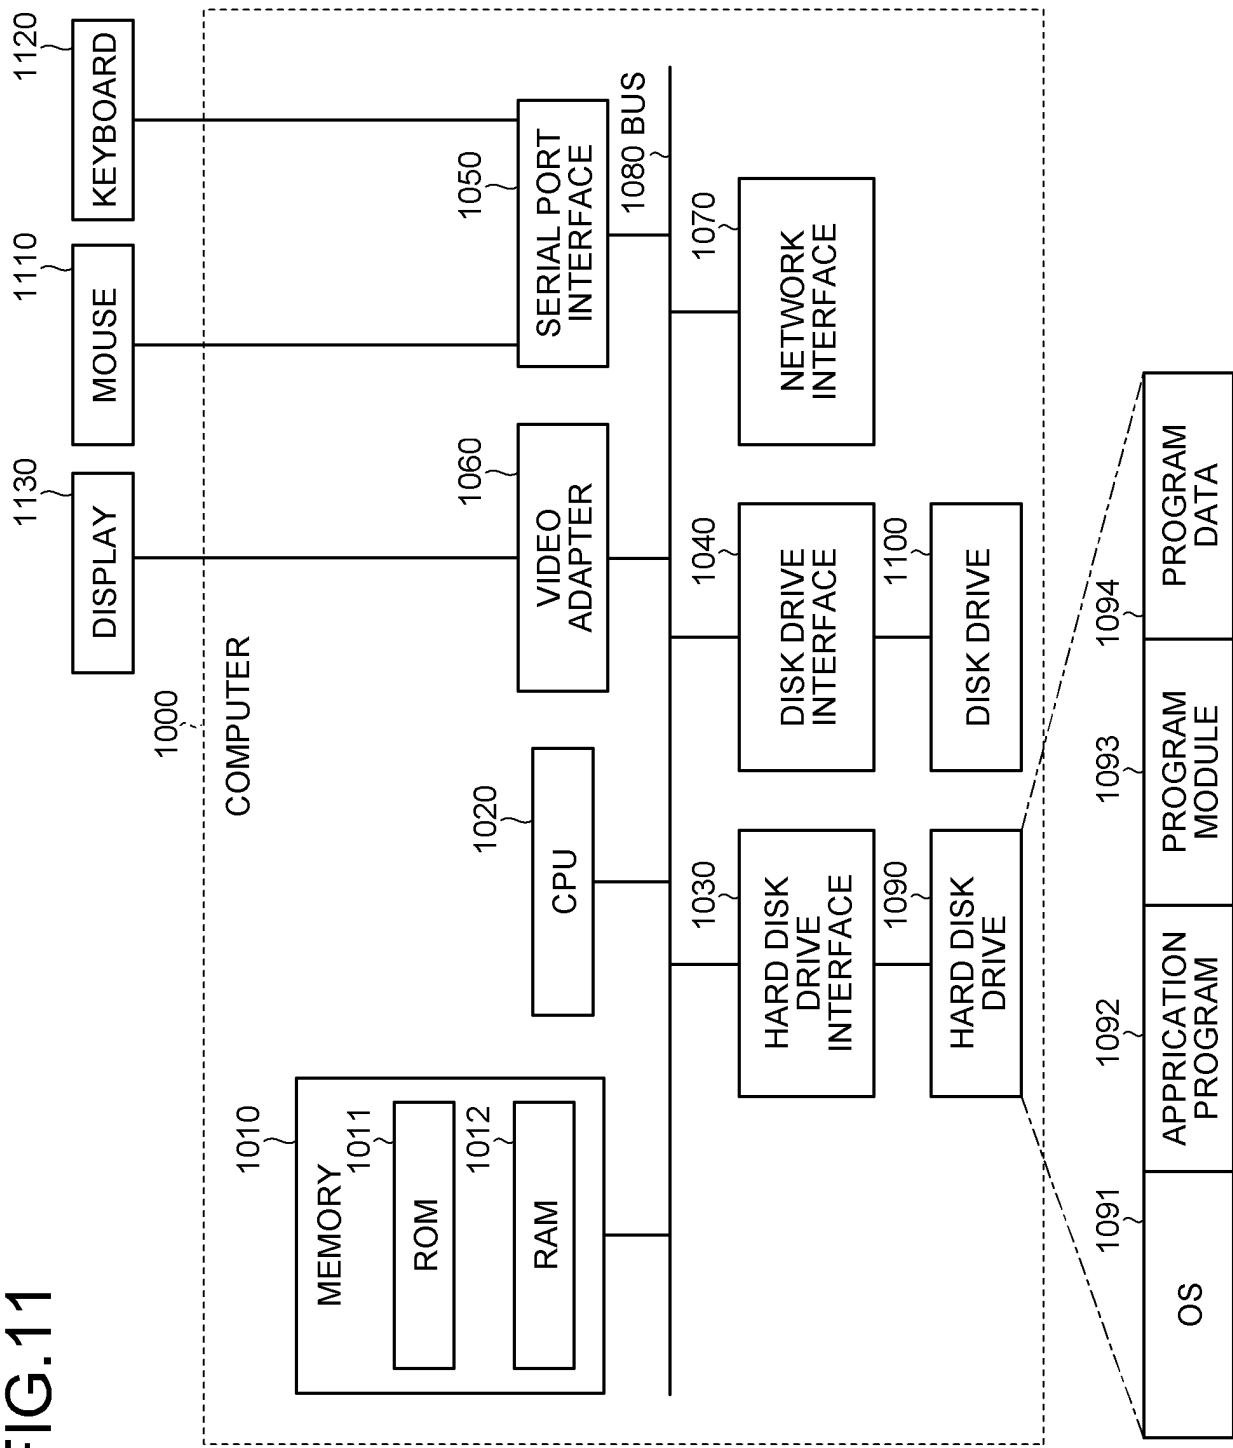 FIG.11
1000
COMPUTER
1010
MEMORY
1011
ROM
1012
RAM
1020
CPU
1130
DISPLAY
1110
MOUSE
1120
KEYBOARD
1060
VIDEO
ADAPTER
1050
SERIAL PORT
INTERFACE
1080 BUS
1030
HARD DISK
DRIVE
INTERFACE
1040
DISK DRIVE
INTERFACE
1070
NETWORK
INTERFACE
1090
HARD DISK
DRIVE
1100
DISK DRIVE
1091
OS
1092
APPRICATION
PROGRAM
1093
PROGRAM
MODULE
1094
PROGRAM
DATA